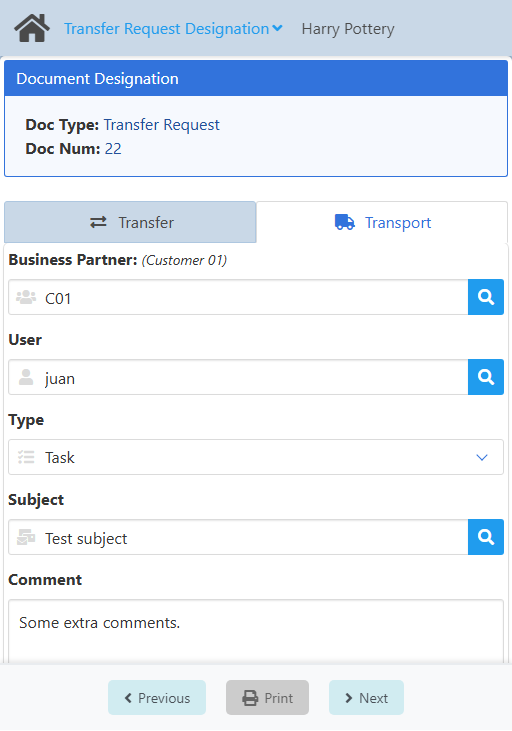 Transfer Request Designation Harry Pottery
Document Designation
Doc Type: Transfer Request
Doc Num: 22
Transfer Transport
Business Partner: (Customer 01)
C01
User
juan
Type
Task
Subject
Test subject
Comment
Some extra comments.
Previous Print Next